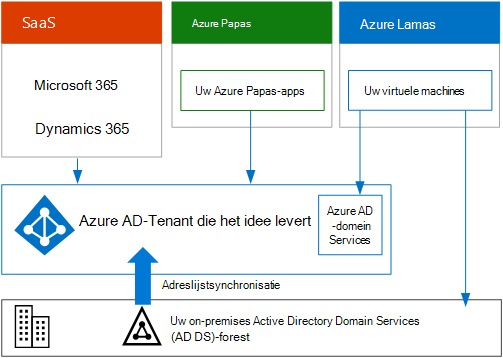 SaaS
Azure Papas
Azure Lamas
Microsoft 365
Dynamics 365
Uw Azure Papas-apps
Uw virtuele machines
Azure AD-Tenant die het idee levert
Azure AD
-domein
Services
Adreslijstsynchronisatie
Uw on-premises Active Directory Domain Services
(AD DS)-forest